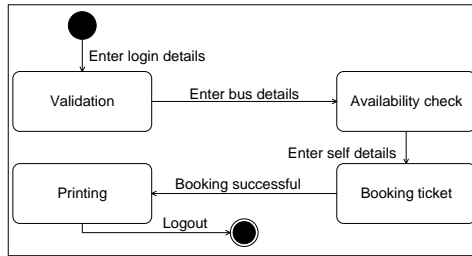 Enter login details
Validation
Enter bus details
Availability check
Enter self details
Printing
Booking successful
Booking ticket
Logout